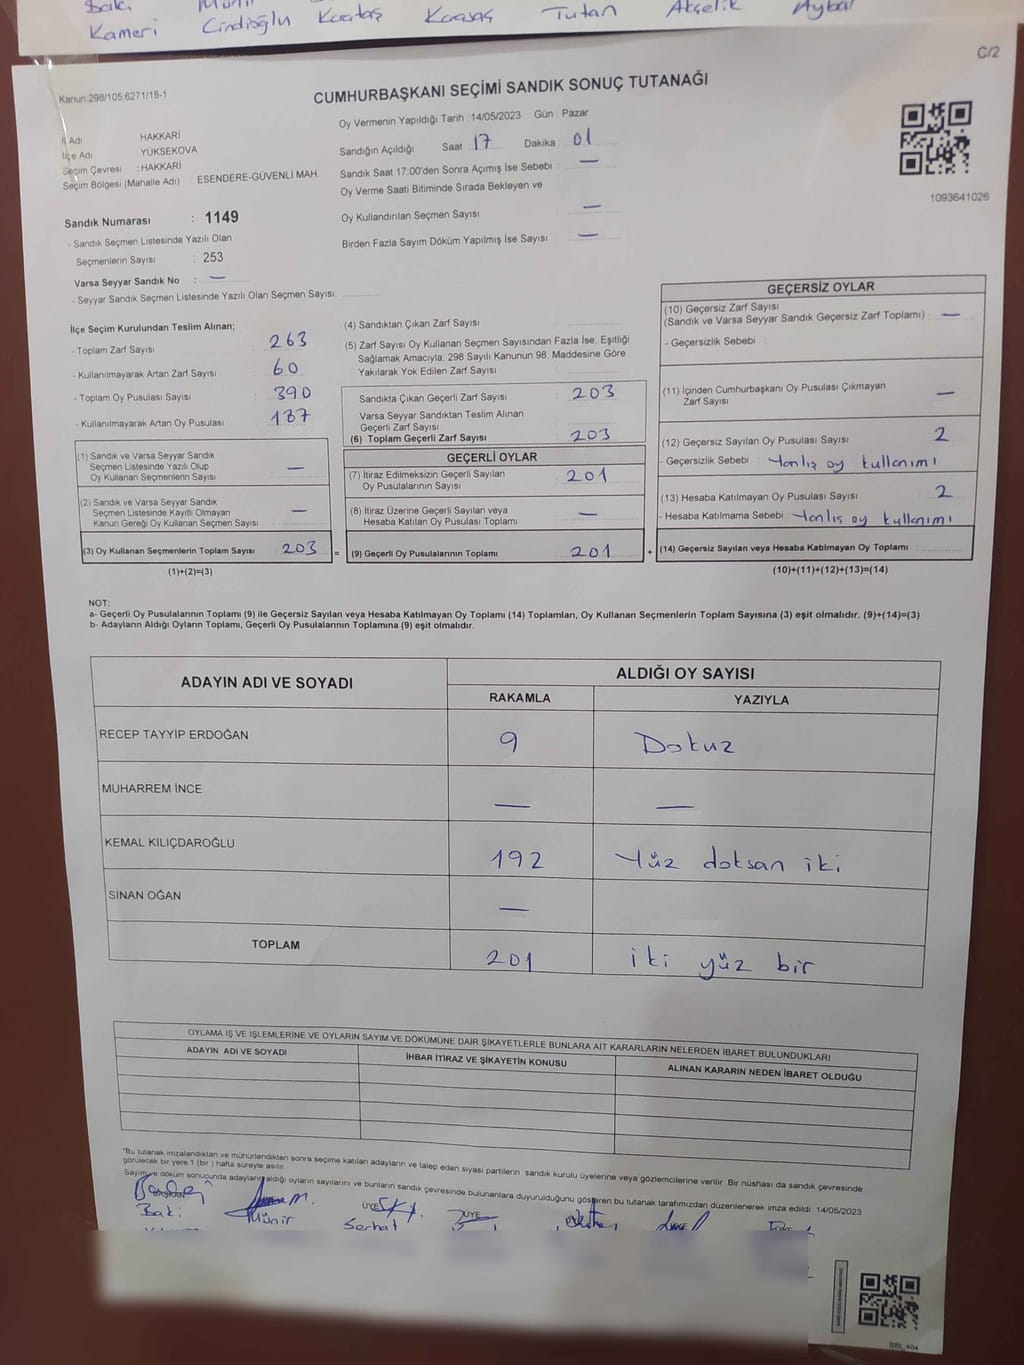 Baki Münir
Kameri Cindioğlu Karataş Karasaç Tutan Akçelik Aybar
C/2
Kanun:298/105;6271/18-1
CUMHURBAŞKANI SEÇİMİ SANDIK SONUÇ TUTANAĞI
İl Adı HAKKARİ
İlçe Adı YÜKSEKOVA
Seçim Çevresi : HAKKARİ
Seçim Bölgesi (Mahalle Adı) ESENDERE-GÜVENLİ MAH.
Sandık Numarası : 1149
- Sandık Seçmen Listesinde Yazılı Olan
Seçmenlerin Sayısı : 253
Varsa Seyyar Sandık No : —
- Seyyar Sandık Seçmen Listesinde Yazılı Olan Seçmen Sayısı
Oy Vermenin Yapıldığı Tarih : 14/05/2023 Gün : Pazar
Sandığın Açıldığı Saat 17 Dakika 01
Sandık Saat 17:00'den Sonra Açımış İse Sebebi —
Oy Verme Saati Bitiminde Sırada Bekleyen ve
Oy Kullandırılan Seçmen Sayısı —
Birden Fazla Sayım Döküm Yapılmış İse Sayısı —
1093641026
İlçe Seçim Kurulundan Teslim Alınan;
- Toplam Zarf Sayısı 263
- Kullanılmayarak Artan Zarf Sayısı 60
- Toplam Oy Pusulası Sayısı 390
- Kullanılmayarak Artan Oy Pusulası 187
(1) Sandık ve Varsa Seyyar Sandık
Seçmen Listesinde Yazılı Olup
Oy Kullanan Seçmenlerin Sayısı —
(2) Sandık ve Varsa Seyyar Sandık
Seçmen Listesinde Kayıtlı Olmayan
Kanun Gereği Oy Kullanan Seçmen Sayısı —
(3) Oy Kullanan Seçmenlerin Toplam Sayısı 203 =
(1)+(2)=(3)
(4) Sandıktan Çıkan Zarf Sayısı
(5) Zarf Sayısı Oy Kullanan Seçmen Sayısından Fazla İse, Eşitliği
Sağlamak Amacıyla; 298 Sayılı Kanunun 98. Maddesine Göre
Yakılarak Yok Edilen Zarf Sayısı
Sandıkta Çıkan Geçerli Zarf Sayısı 203
Varsa Seyyar Sandıktan Teslim Alınan
Geçerli Zarf Sayısı
(6) Toplam Geçerli Zarf Sayısı 203
GEÇERLİ OYLAR
(7) İtiraz Edilmeksizin Geçerli Sayılan
Oy Pusulalarının Sayısı 201
(8) İtiraz Üzerine Geçerli Sayılan veya
Hesaba Katılan Oy Pusulası Toplamı —
(9) Geçerli Oy Pusulalarının Toplamı 201 +
GEÇERSİZ OYLAR
(10) Geçersiz Zarf Sayısı
(Sandık ve Varsa Seyyar Sandık Geçersiz Zarf Toplamı) : —
- Geçersizlik Sebebi :
(11) İçinden Cumhurbaşkanı Oy Pusulası Çıkmayan
Zarf Sayısı —
(12) Geçersiz Sayılan Oy Pusulası Sayısı 2
- Geçersizlik Sebebi : Yanlış oy kullanımı
(13) Hesaba Katılmayan Oy Pusulası Sayısı 2
- Hesaba Katılmama Sebebi : Yanlış oy kullanımı
(14) Geçersiz Sayılan veya Hesaba Katılmayan Oy Toplamı :
(10)+(11)+(12)+(13)=(14)
NOT:
a- Geçerli Oy Pusulalarının Toplamı (9) ile Geçersiz Sayılan veya Hesaba Katılmayan Oy Toplamı (14) Toplamları, Oy Kullanan Seçmenlerin Toplam Sayısına (3) eşit olmalıdır. (9)+(14)=(3)
b- Adayların Aldığı Oyların Toplamı, Geçerli Oy Pusulalarının Toplamına (9) eşit olmalıdır.
ADAYIN ADI VE SOYADI ALDIĞI OY SAYISI
RAKAMLA YAZIYLA
RECEP TAYYİP ERDOĞAN 9 Dokuz
MUHARREM İNCE — —
KEMAL KILIÇDAROĞLU 192 Yüz doksan iki
SİNAN OĞAN —
TOPLAM 201 iki yüz bir
OYLAMA İŞ VE İŞLEMLERİNE VE OYLARIN SAYIM VE DÖKÜMÜNE DAİR ŞİKAYETLERLE BUNLARA AİT KARARLARIN NELERDEN İBARET BULUNDUKLARI
ADAYIN ADI VE SOYADI İHBAR İTİRAZ VE ŞİKAYETİN KONUSU ALINAN KARARIN NEDEN İBARET OLDUĞU
*Bu tutanak imzalandıktan ve mühürlendikten sonra seçime katılan adayların ve talep eden siyasi partilerin sandık kurulu üyelerine veya gözlemcilerine verilir. Bir nüshası da sandık çevresinde
görülecek bir yere 1 (bir) hafta süreyle asılır.
Sayım ve döküm sonucunda adayların aldığı oyların sayılarını ve bunların sandık çevresinde bulunanlara duyurulduğunu gösteren bu tutanak tarafımızdan düzenlenerek imza edildi. 14/05/2023
BAŞKAN ÜYE ÜYE
Baki Münir Serhat
BBI_404